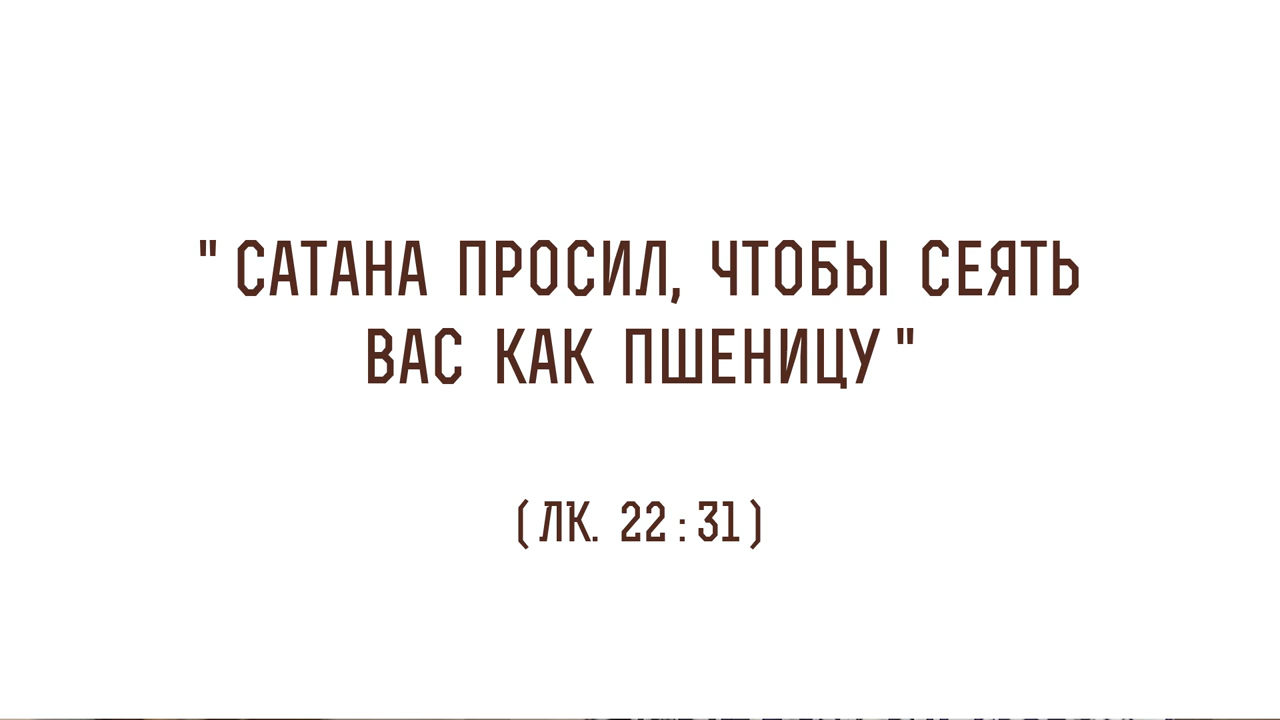 "САТАНА ПРОСИЛ, ЧТОБЫ СЕЯТЬ
ВАС КАК ПШЕНИЦУ"
(ЛК. 22:31)